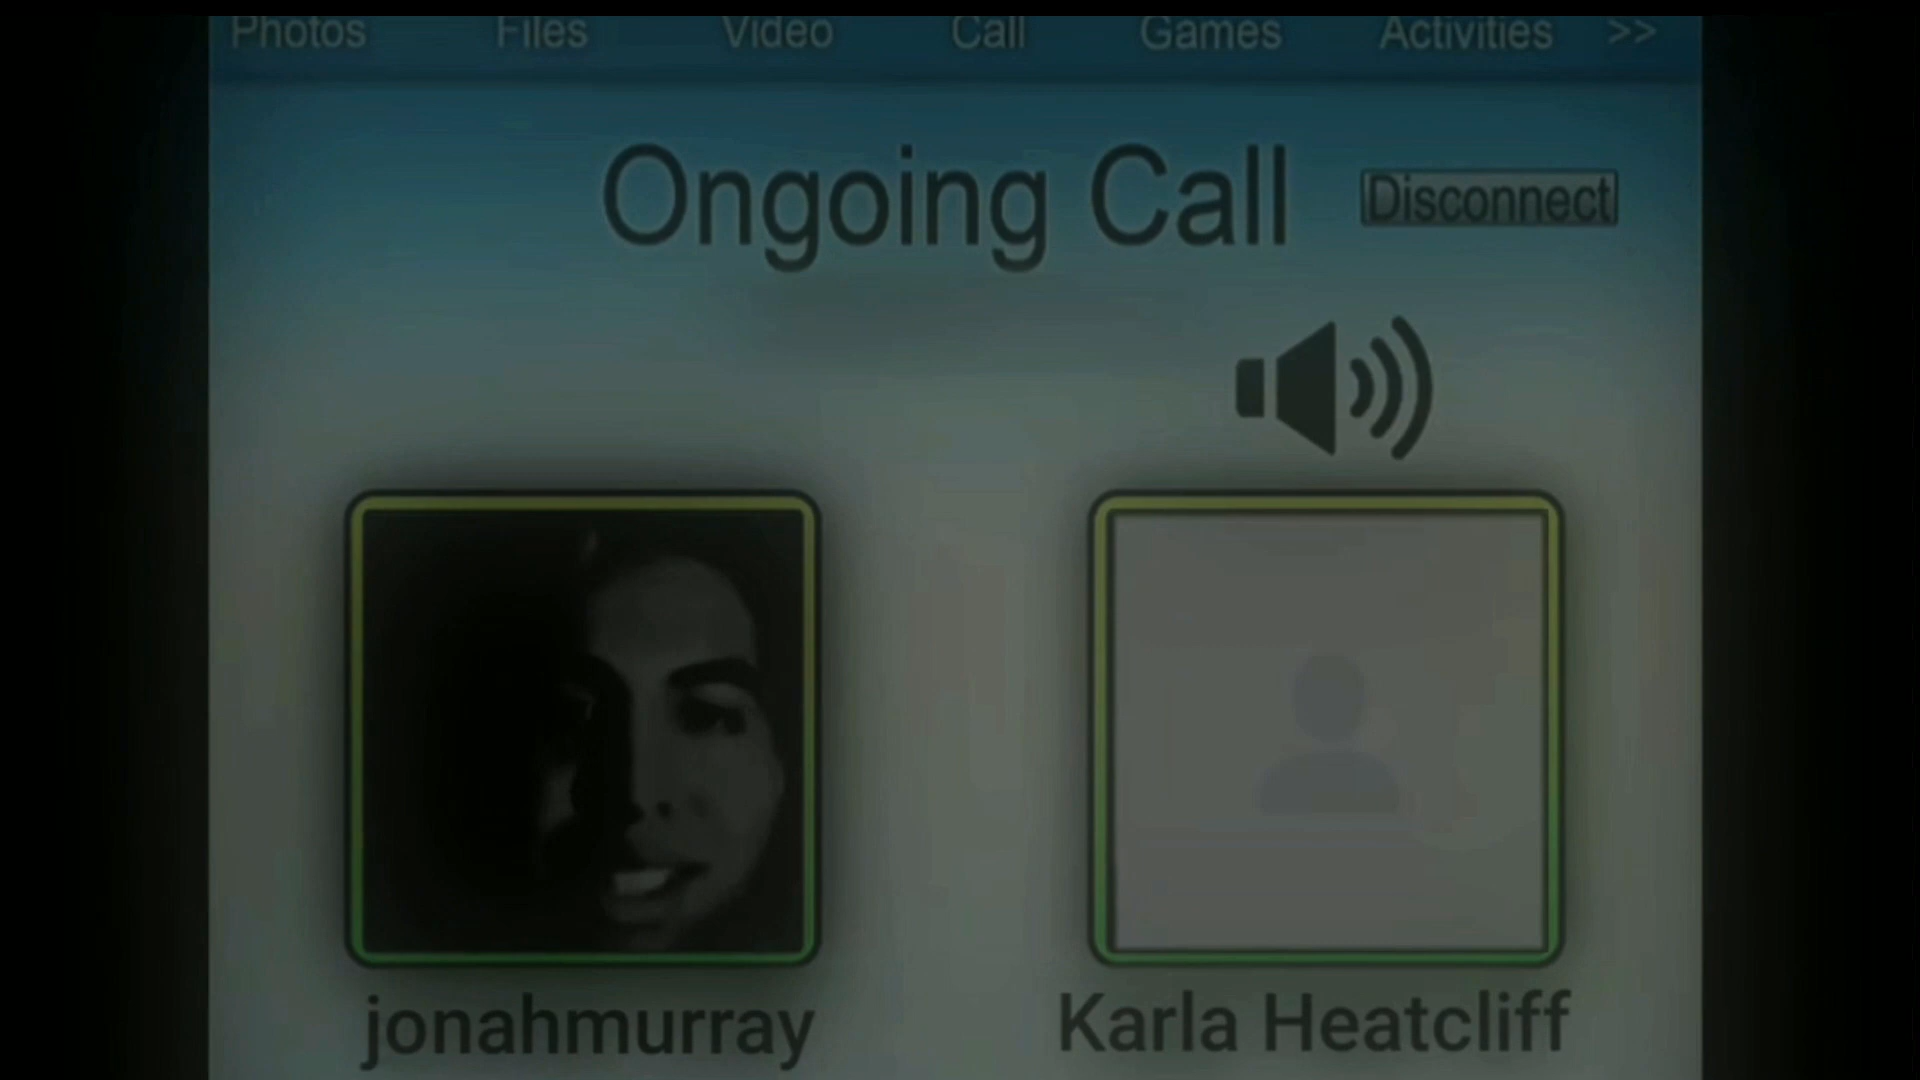 Photos Files Video Call Games Activities >>
Ongoing Call
Disconnect
jonahmurray
Karla Heatcliff